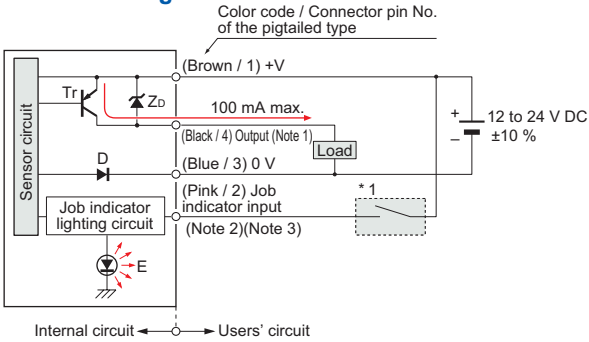 Color code / Connector pin No.
of the pigtailed type
(Brown / 1) +V
Tr
ZD
100 mA max.
+
12 to 24 V DC
–
±10 %
(Black / 4) Output (Note 1)
Load
Sensor circuit
D
(Blue / 3) 0 V
(Pink / 2) Job
indicator input
* 1
Job indicator
lighting circuit
(Note 2)(Note 3)
E
Internal circuit
Users' circuit